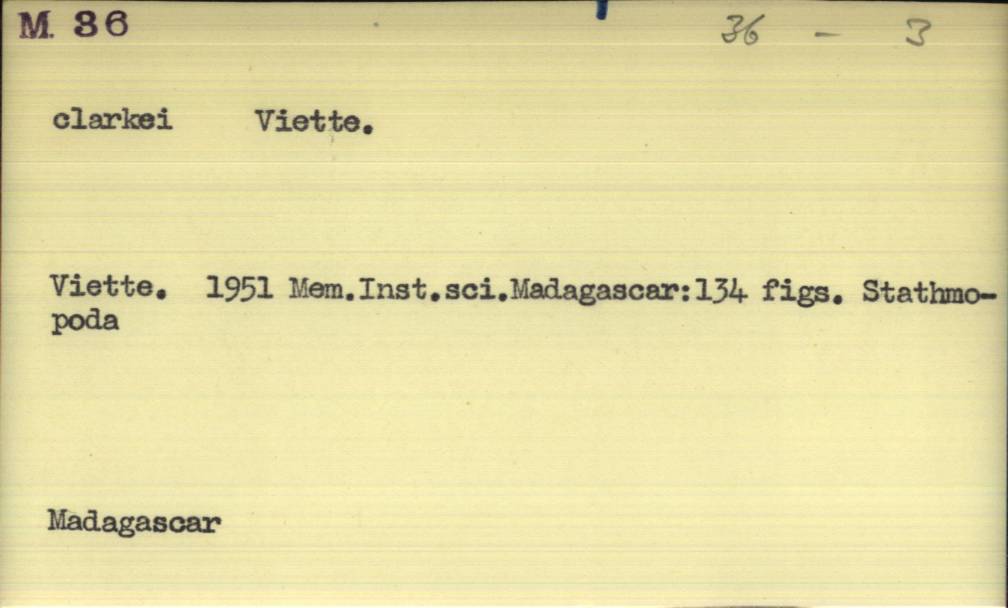 M. 36
36 - 3
clarkei Viette.
Viette. 1951 Mem.Inst.sci.Madagascar:134 figs. Stathmo-
poda
Madagascar